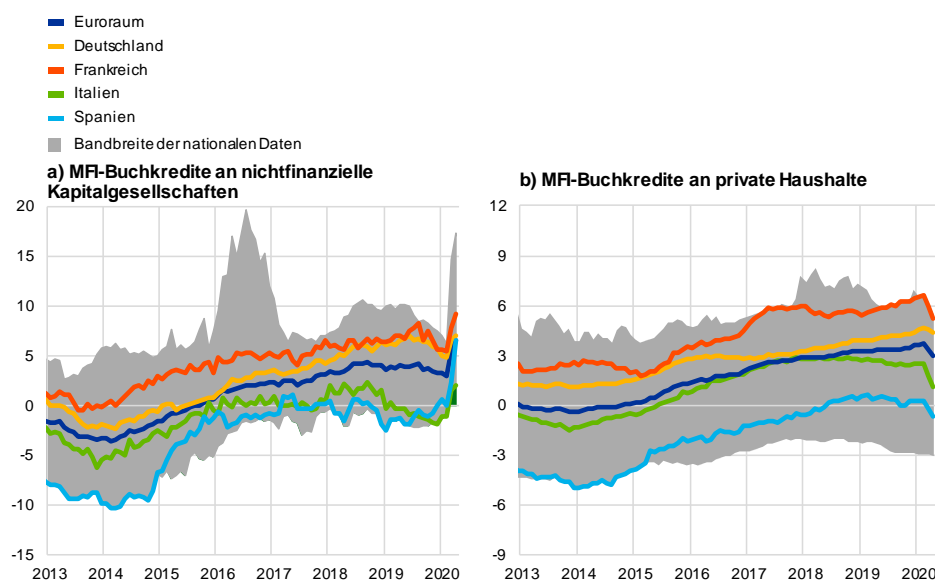 Euroraum
Deutschland
Frankreich
Italien
Spanien
Bandbreite der nationalen Daten
a) MFI-Buchkredite an nichtfinanzielle
Kapitalgesellschaften
20
15
10
5
0
-5
-10
-15
2013 2014 2015 2016 2017 2018 2019 2020
b) MFI-Buchkredite an private Haushalte
12
9
6
3
0
-3
-6
-9
2013 2014 2015 2016 2017 2018 2019 2020